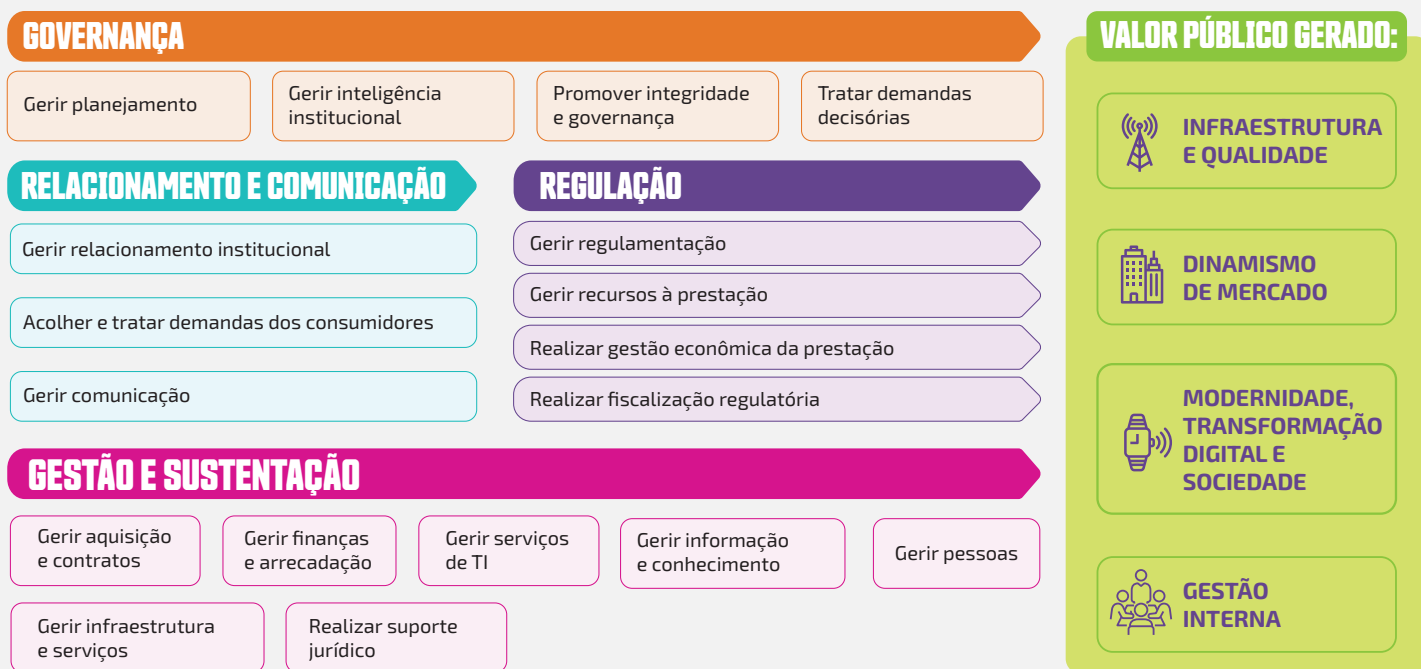 GOVERNANÇA
Gerir planejamento
Gerir inteligência
institucional
Promover integridade
e governança
Tratar demandas
decisórias
RELACIONAMENTO E COMUNICAÇÃO
Gerir relacionamento institucional
Acolher e tratar demandas dos consumidores
Gerir comunicação
REGULAÇÃO
Gerir regulamentação
Gerir recursos à prestação
Realizar gestão econômica da prestação
Realizar fiscalização regulatória
GESTÃO E SUSTENTAÇÃO
Gerir aquisição
e contratos
Gerir finanças
e arrecadação
Gerir serviços
de TI
Gerir informação
e conhecimento
Gerir pessoas
Gerir infraestrutura
e serviços
Realizar suporte
jurídico
VALOR PÚBLICO GERADO:
INFRAESTRUTURA
E QUALIDADE
DINAMISMO
DE MERCADO
MODERNIDADE,
TRANSFORMAÇÃO
DIGITAL E
SOCIEDADE
GESTÃO
INTERNA